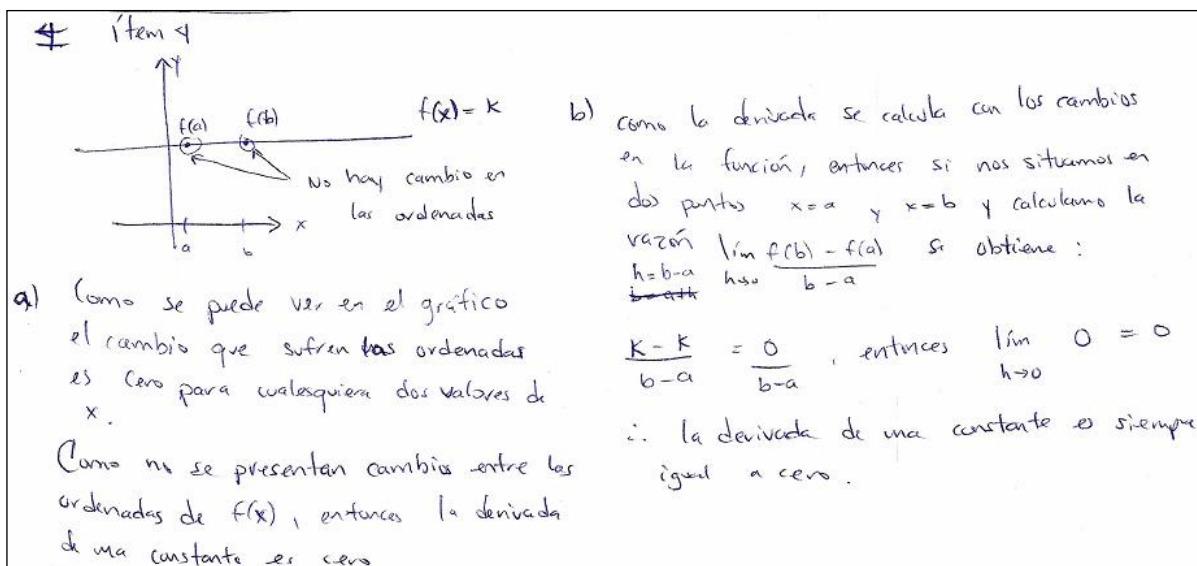 4 ítem 4
y
f(a) f(b) f(x) = k
No hay cambio en
las ordenadas
x
a b
a) Como se puede ver en el gráfico
el cambio que sufren las ordenadas
es cero para cualesquiera dos valores de
x.
Como no se presentan cambios entre las
ordenadas de f(x), entonces la derivada
de una constante es cero
b) como la derivada se calcula con los cambios
en la función, entonces si nos situamos en
dos puntos x=a y x=b y calculamo la
razón lím h→0 f(b) - f(a) / b - a se obtiene :
h = b-a
b = a+h
k - k / b - a = 0 / b-a , entonces lím h→0 0 = 0
∴ la derivada de una constante es siempre
igual a cero.